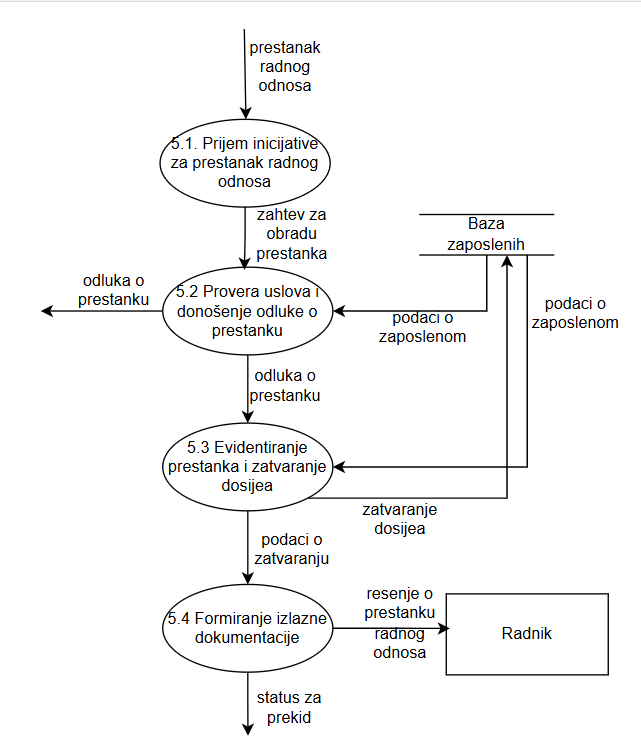 prestanak
radnog
odnosa
5.1. Prijem inicijative
za prestanak radnog
odnosa
zahtev za
obradu
prestanka
Baza
zaposlenih
odluka o
prestanku
5.2 Provera uslova i
donošenje odluke o
prestanku
podaci o
zaposlenom
podaci o
zaposlenom
odluka o
prestanku
5.3 Evidentiranje
prestanka i zatvaranje
dosijea
zatvaranje
dosijea
podaci o
zatvaranju
5.4 Formiranje izlazne
dokumentacije
resenje o
prestanku
radnog
odnosa
Radnik
status za
prekid